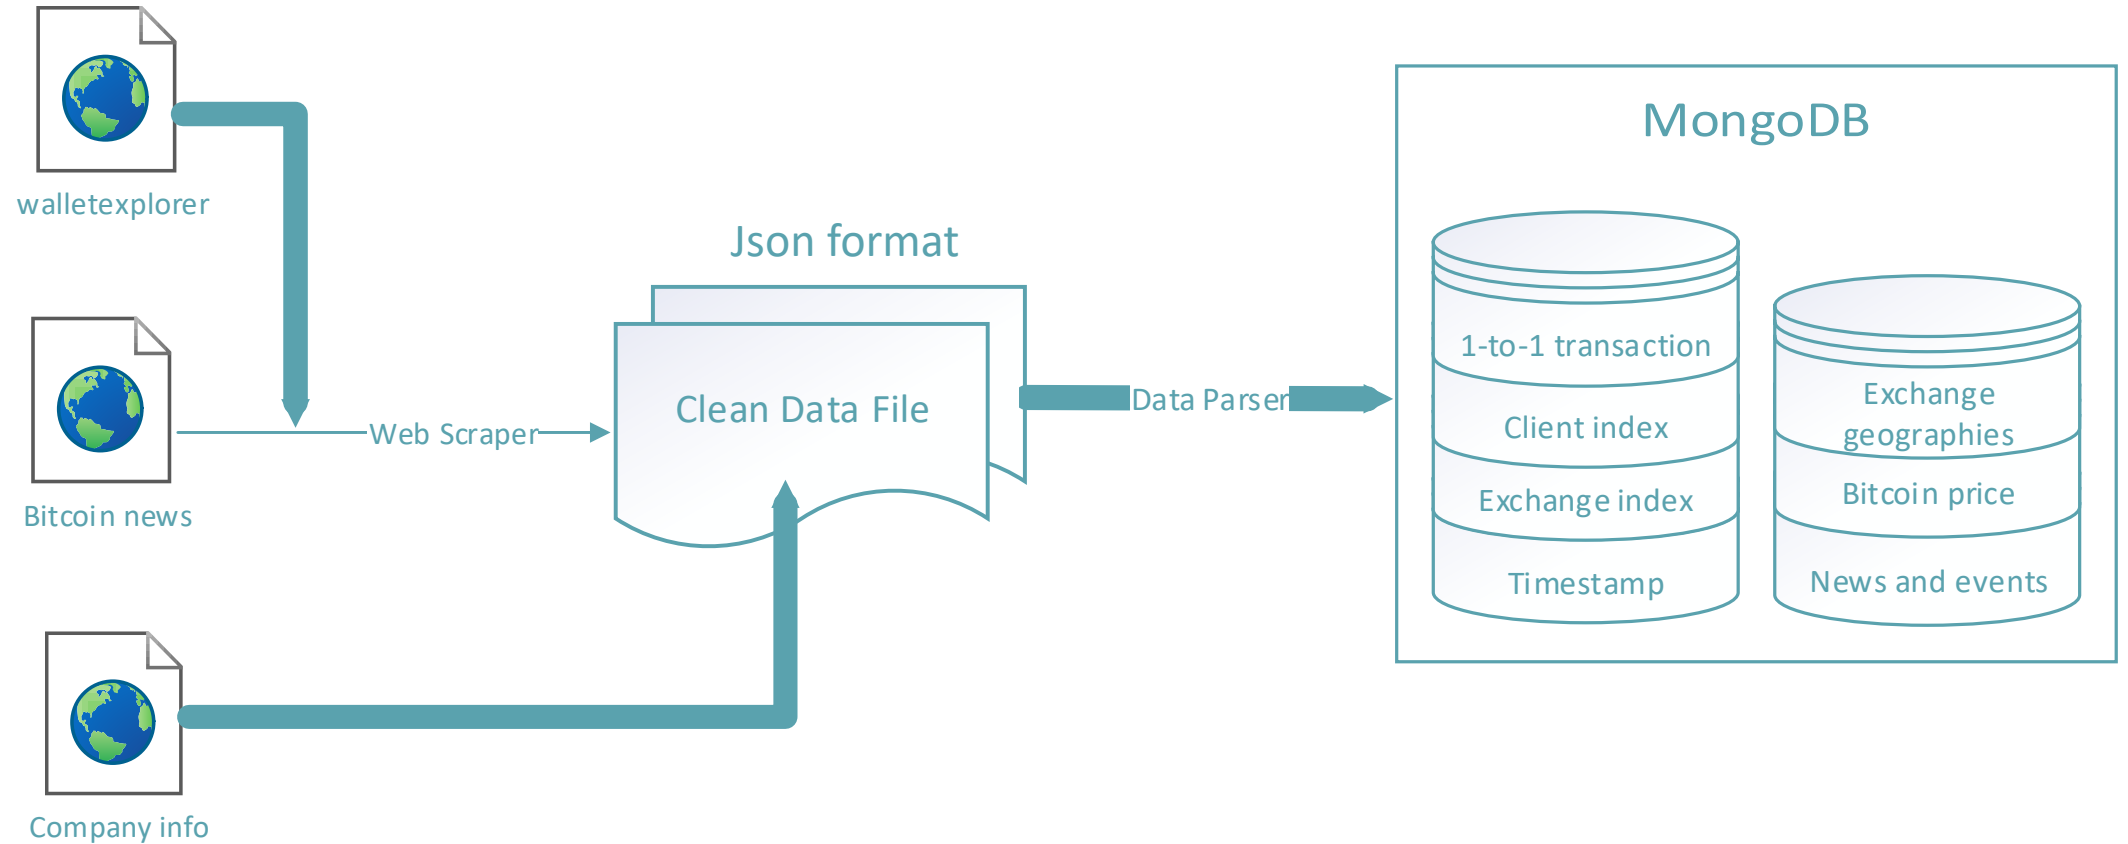 walletexplorer
Bitcoin news
Company info
Web Scraper
Json format
Clean Data File
Data Parser
MongoDB
1-to-1 transaction
Client index
Exchange index
Timestamp
Exchange
geographies
Bitcoin price
News and events